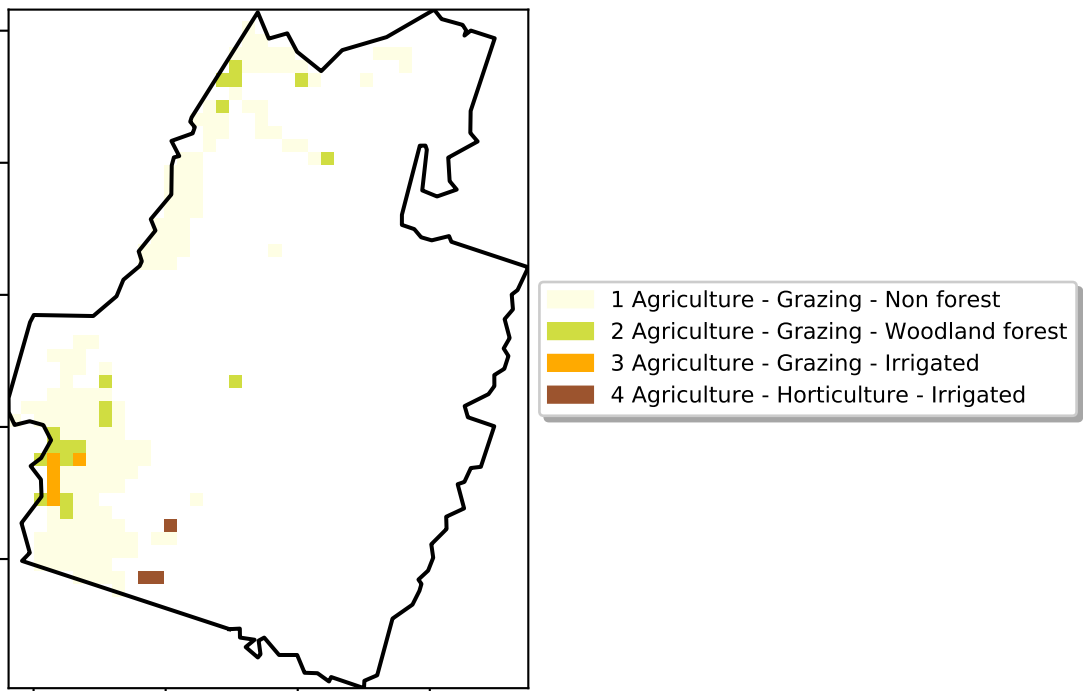 1 Agriculture - Grazing - Non forest
2 Agriculture - Grazing - Woodland forest
3 Agriculture - Grazing - Irrigated
4 Agriculture - Horticulture - Irrigated